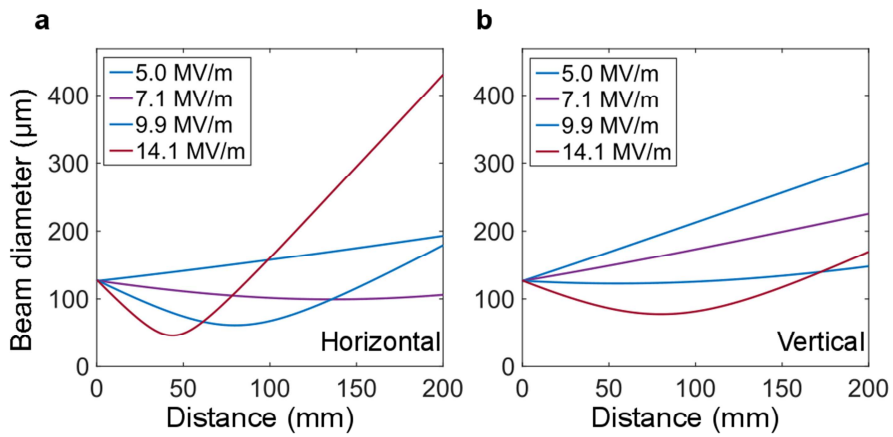 a
Beam diameter (µm)
400
300
200
100
0
5.0 MV/m
7.1 MV/m
9.9 MV/m
14.1 MV/m
Horizontal
0 50 100 150 200
Distance (mm)
b
400
300
200
100
0
5.0 MV/m
7.1 MV/m
9.9 MV/m
14.1 MV/m
Vertical
0 50 100 150 200
Distance (mm)